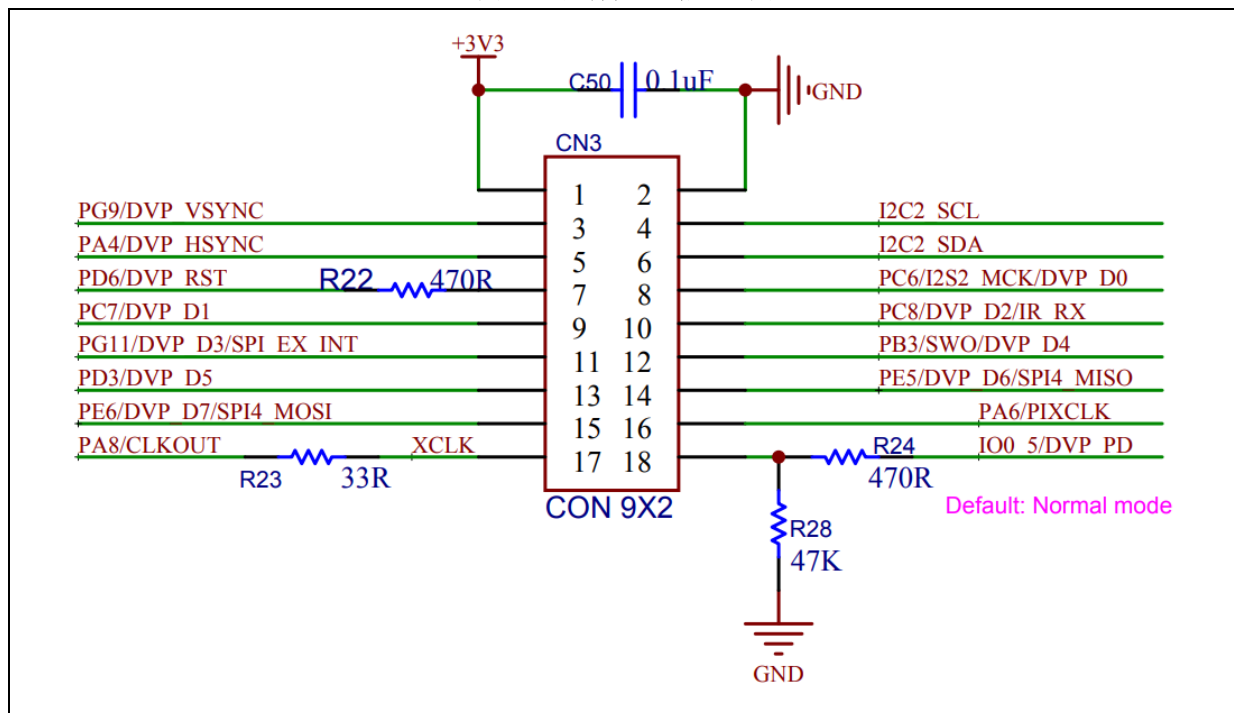 +3V3
C50 0.1uF
GND
CN3
1 2
PG9/DVP_VSYNC 3 4 I2C2_SCL
PA4/DVP_HSYNC 5 6 I2C2_SDA
PD6/DVP_RST R22 470R 7 8 PC6/I2S2_MCK/DVP_D0
PC7/DVP_D1 9 10 PC8/DVP_D2/IR_RX
PG11/DVP_D3/SPI_EX_INT 11 12 PB3/SWO/DVP_D4
PD3/DVP_D5 13 14 PE5/DVP_D6/SPI4_MISO
PE6/DVP_D7/SPI4_MOSI 15 16 PA6/PIXCLK
PA8/CLKOUT R23 33R XCLK 17 18 R24 470R IO0_5/DVP_PD
CON 9X2
Default: Normal mode
R28
47K
GND